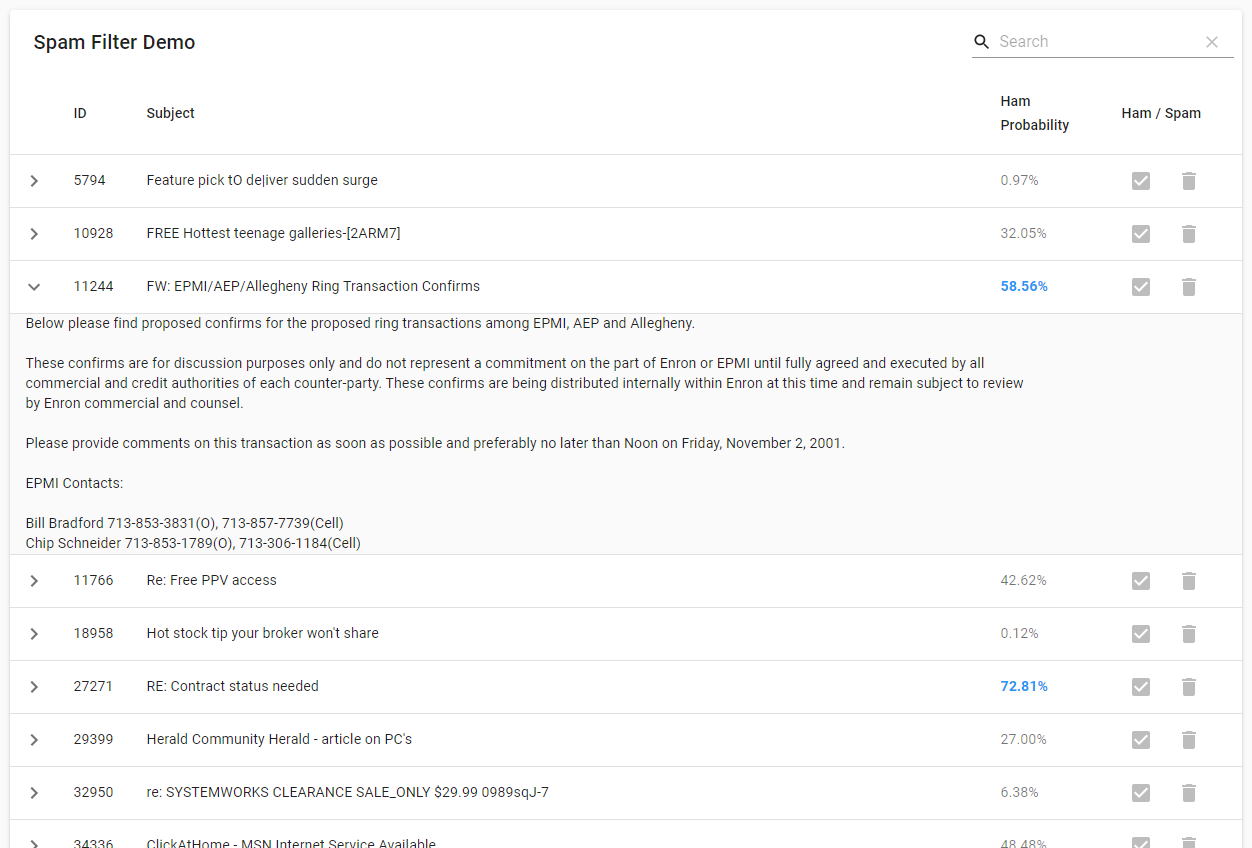 Spam Filter Demo
Search
ID Subject Ham Probability Ham / Spam
5794 Feature pick tO de|iver sudden surge 0.97%
10928 FREE Hottest teenage galleries-[2ARM7] 32.05%
11244 FW: EPMI/AEP/Allegheny Ring Transaction Confirms 58.56%
Below please find proposed confirms for the proposed ring transactions among EPMI, AEP and Allegheny.
These confirms are for discussion purposes only and do not represent a commitment on the part of Enron or EPMI until fully agreed and executed by all
commercial and credit authorities of each counter-party. These confirms are being distributed internally within Enron at this time and remain subject to review
by Enron commercial and counsel.
Please provide comments on this transaction as soon as possible and preferably no later than Noon on Friday, November 2, 2001.
EPMI Contacts:
Bill Bradford 713-853-3831(O), 713-857-7739(Cell)
Chip Schneider 713-853-1789(O), 713-306-1184(Cell)
11766 Re: Free PPV access 42.62%
18958 Hot stock tip your broker won't share 0.12%
27271 RE: Contract status needed 72.81%
29399 Herald Community Herald - article on PC's 27.00%
32950 re: SYSTEMWORKS CLEARANCE SALE_ONLY $29.99 0989sqJ-7 6.38%
34336 ClickAtHome - MSN Internet Service Available 48.48%